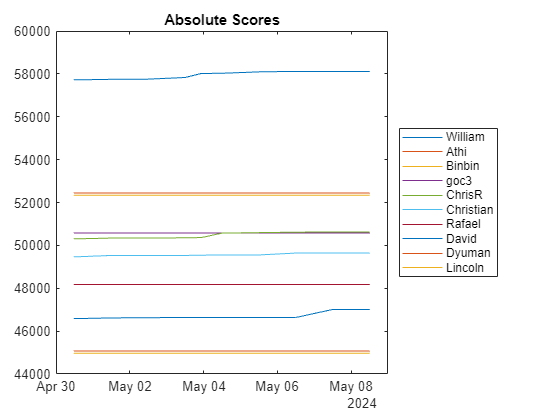 Absolute Scores
60000
58000
56000
54000
52000
50000
48000
46000
44000
Apr 30
May 02
May 04
May 06
May 08
2024
William
Athi
Binbin
goc3
ChrisR
Christian
Rafael
David
Dyuman
Lincoln